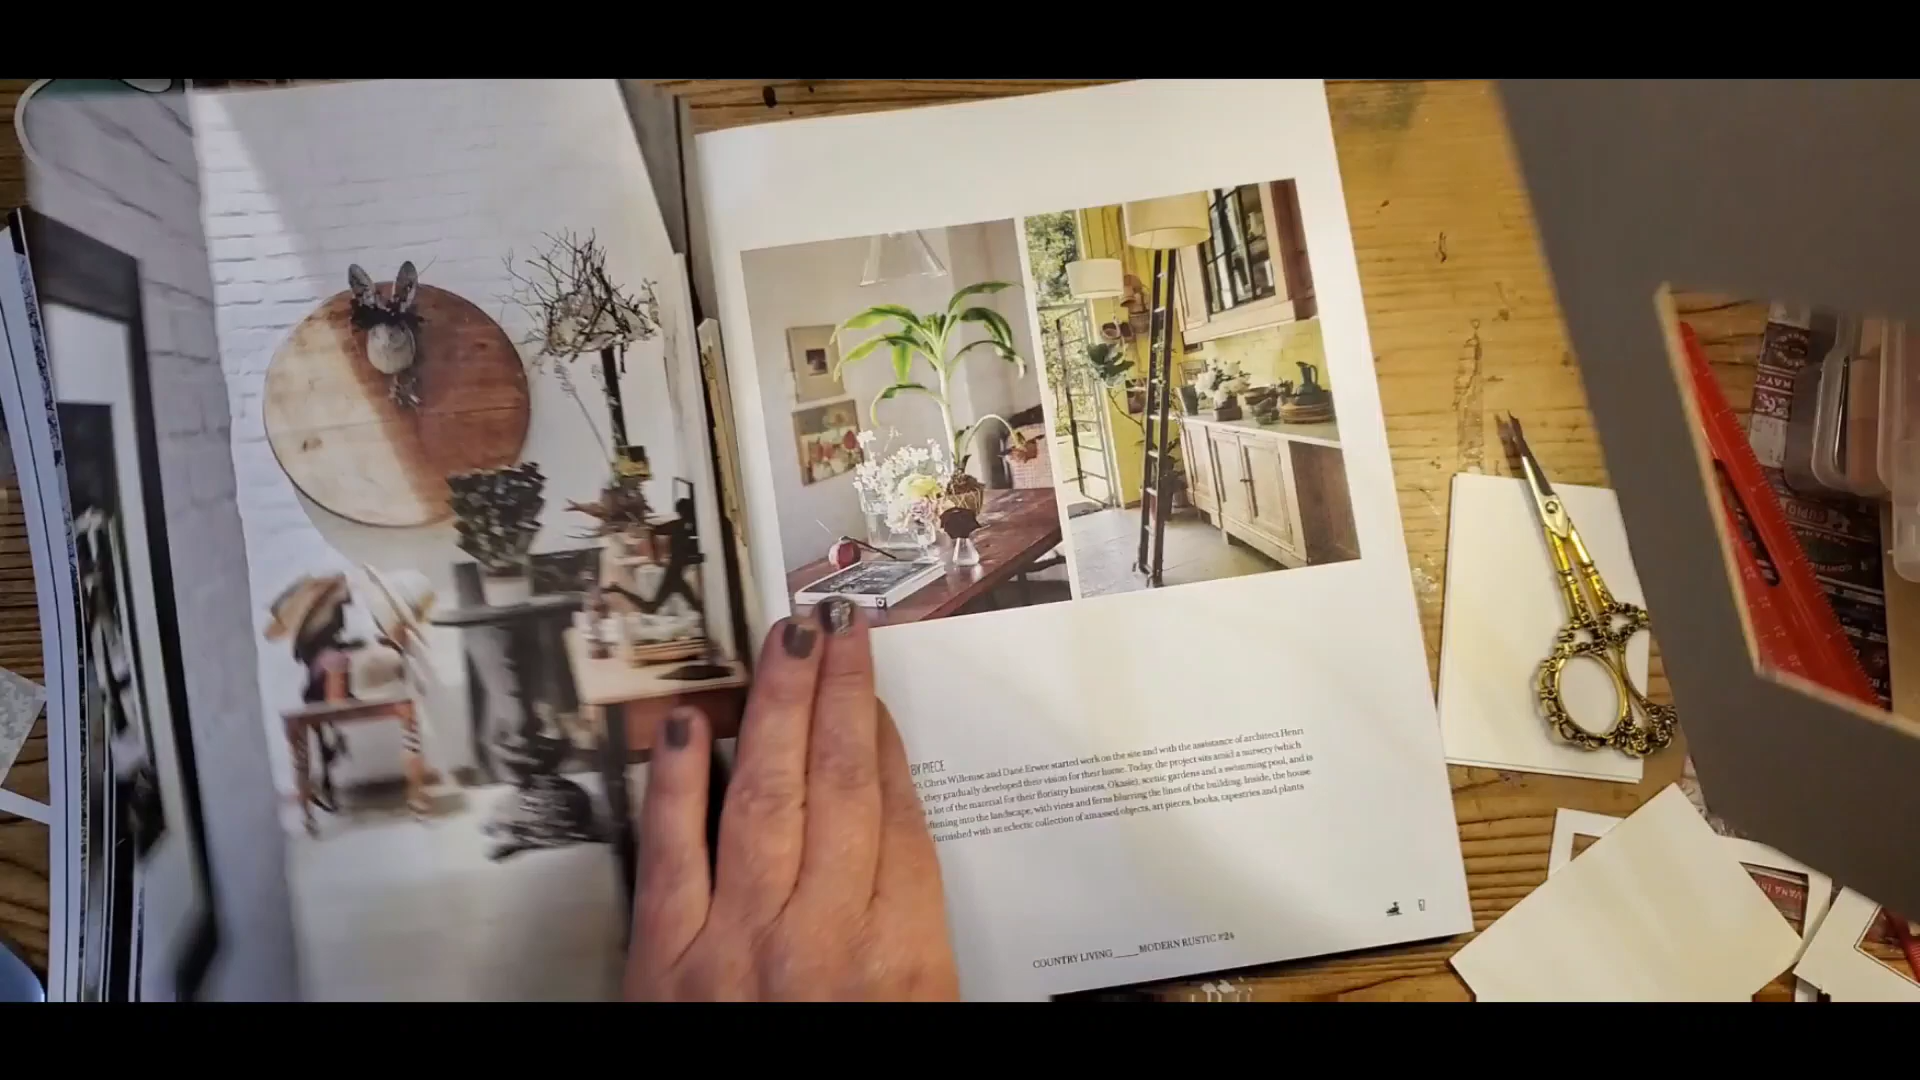 BY PIECE
Chris Willemse and Dané Erwee started work on the site and with the assistance of architect Henri
they gradually developed their vision for their home. Today, the project sits amid a nursery (which
a lot of the material for their floristry business, Okasie), scenic gardens and a swimming pool, and is
into the landscape, with vines and ferns blurring the lines of the building. Inside, the house
furnished with an eclectic collection of amassed objects, art pieces, books, tapestries and plants
COUNTRY LIVING ____ MODERN RUSTIC #24
67